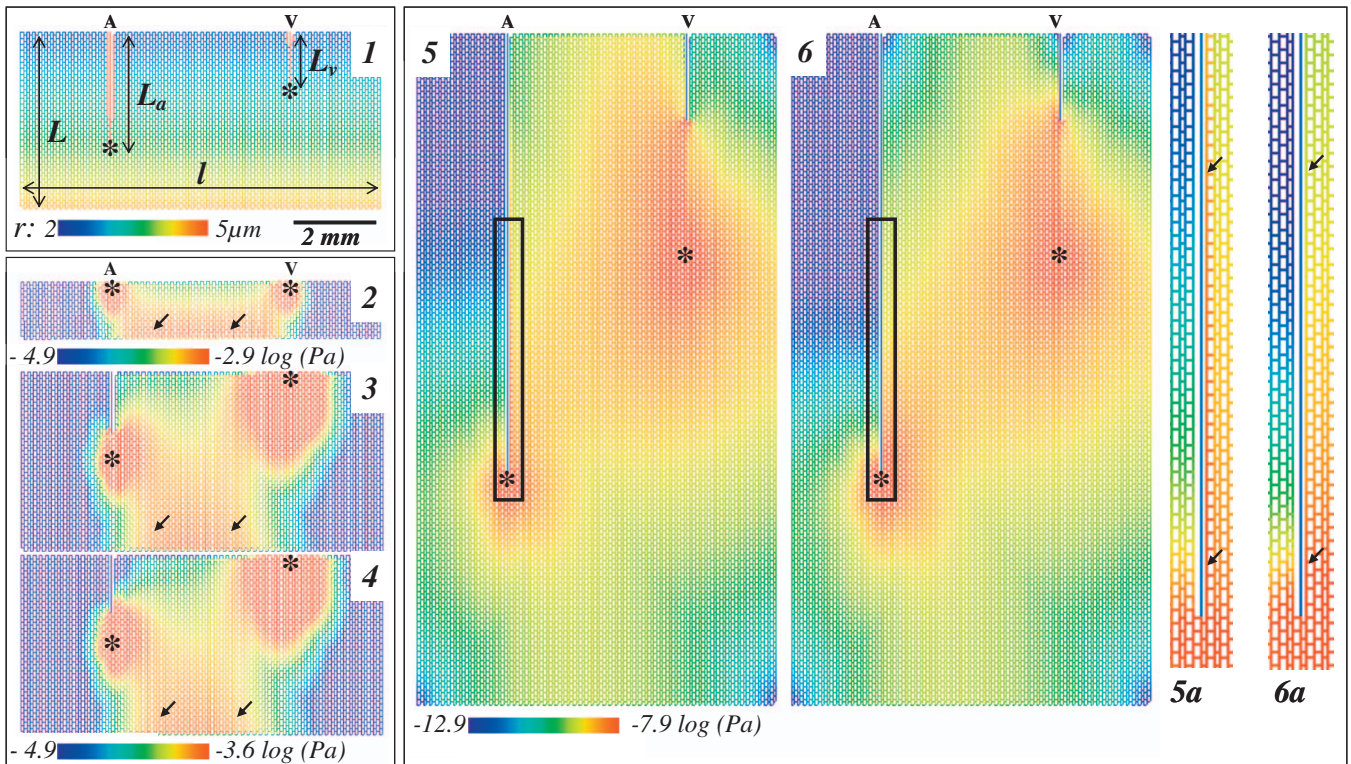 A V
1
L_v
L_a
L
l
r: 2 5µm
2 mm
A V
2
- 4.9 -2.9 log (Pa)
3
4
- 4.9 -3.6 log (Pa)
A V
5
A V
6
-12.9 -7.9 log (Pa)
5a
6a